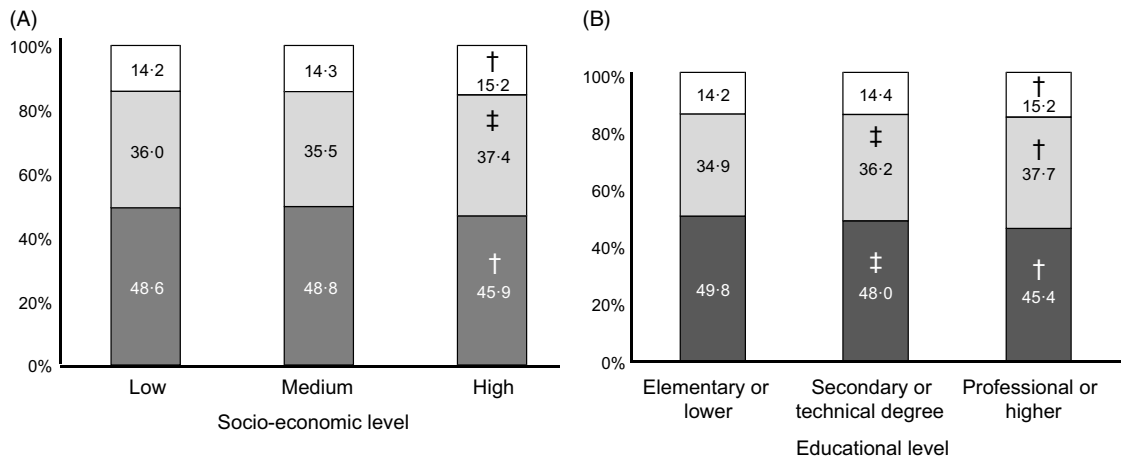 (A)
100%
80%
60%
40%
20%
0%
14·2
36·0
48·6
14·3
35·5
48·8
†
15·2
‡
37·4
†
45·9
Low
Medium
High
Socio-economic level
(B)
100%
80%
60%
40%
20%
0%
14·2
34·9
49·8
14·4
‡
36·2
‡
48·0
†
15·2
†
37·7
†
45·4
Elementary or
lower
Secondary or
technical degree
Professional or
higher
Educational level